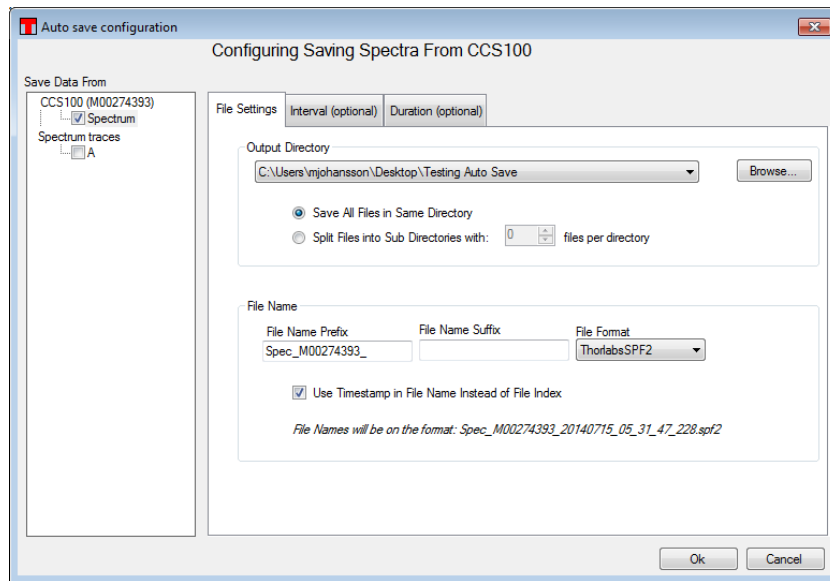 Auto save configuration
Configuring Saving Spectra From CCS100
Save Data From
CCS100 (M00274393)
Spectrum
Spectrum traces
A
File Settings
Interval (optional)
Duration (optional)
Output Directory
C:\Users\mjohansson\Desktop\Testing Auto Save
Browse...
Save All Files in Same Directory
Split Files into Sub Directories with: 0 files per directory
File Name
File Name Prefix
File Name Suffix
File Format
Spec_M00274393_
ThorlabsSPF2
Use Timestamp in File Name Instead of File Index
File Names will be on the format: Spec_M00274393_20140715_05_31_47_228.spf2
Ok
Cancel